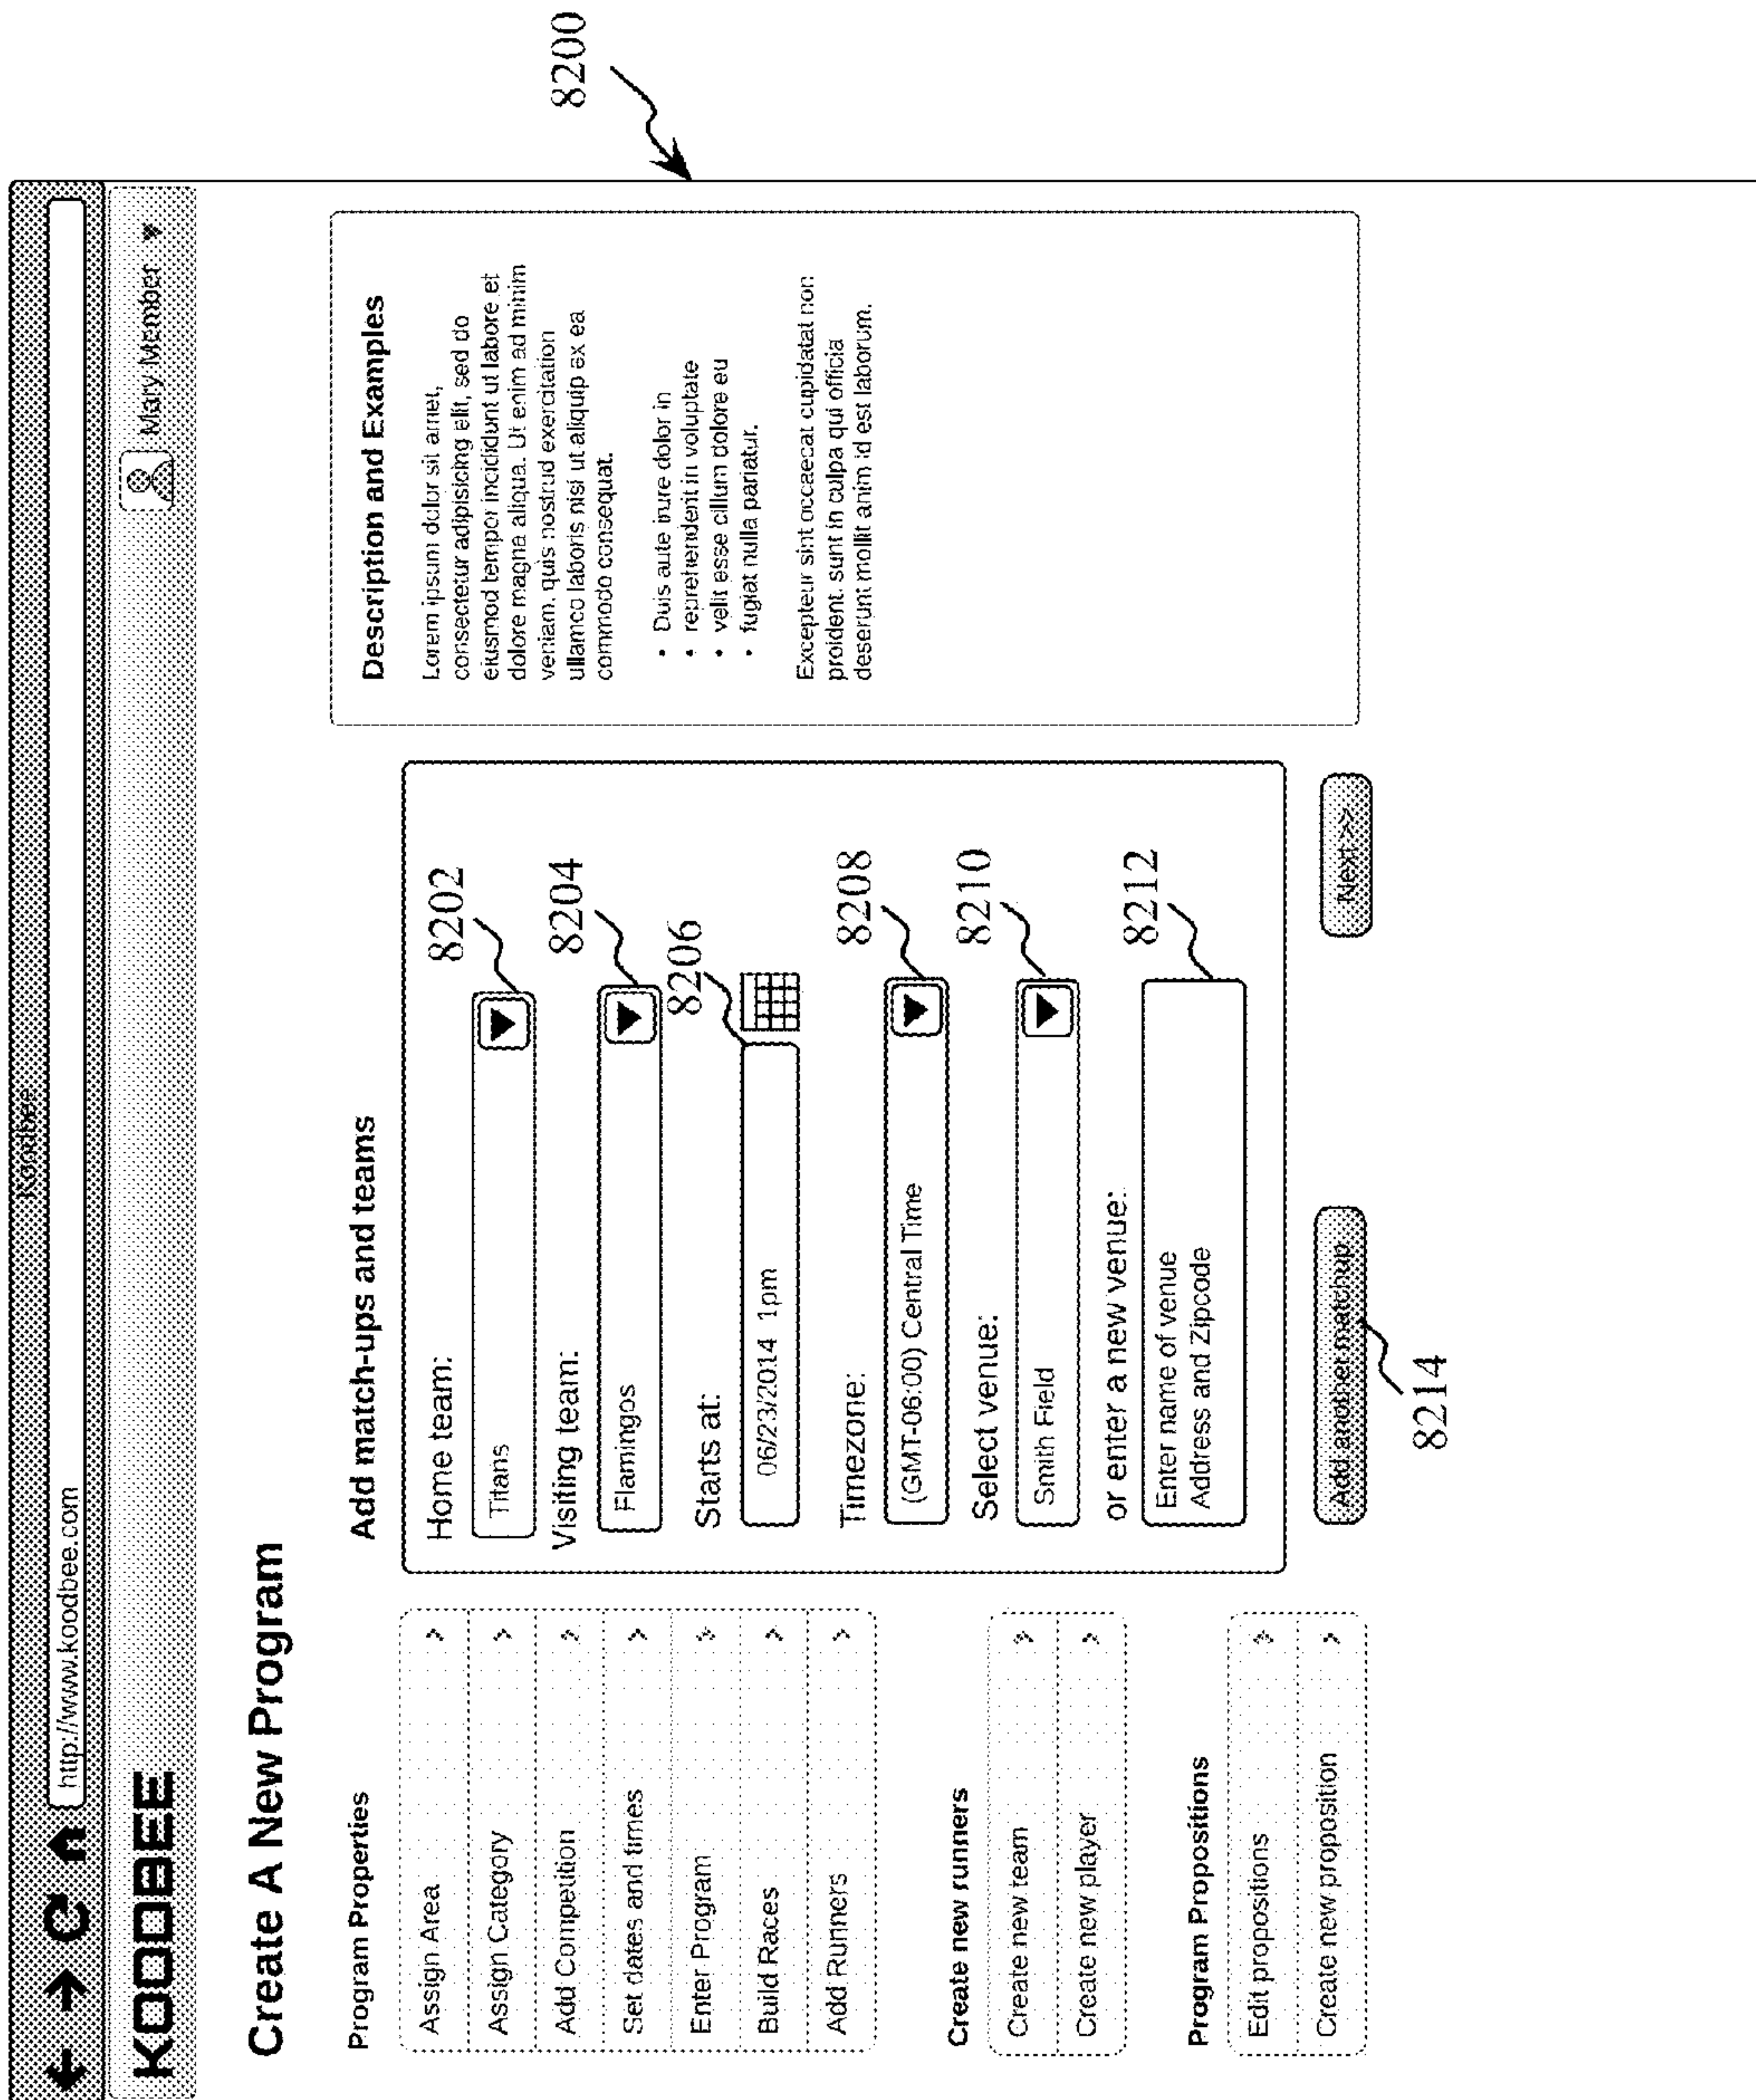 Koodbee
http://www.koodbee.com
KOODBEE
Mary Member
Create A New Program
8200
Program Properties
Assign Area
Assign Category
Add Competition
Set dates and times
Enter Program
Build Races
Add Runners
Create new runners
Create new team
Create new player
Program Propositions
Edit propositions
Create new proposition
Add match-ups and teams
Home team:
8202
Titans
Visiting team:
8204
Flamingos
Starts at:
8206
06/23/2014 1pm
Timezone:
8208
(GMT-06:00) Central Time
Select venue:
8210
Smith Field
or enter a new venue:
8212
Enter name of venue
Address and Zipcode
Add another matchup
Next >>
8214
Description and Examples
Lorem ipsum dolor sit amet,
consectetur adipisicing elit, sed do
eiusmod tempor incididunt ut labore et
dolore magna aliqua. Ut enim ad minim
veniam, quis nostrud exercitation
ullamco laboris nisi ut aliquip ex ea
commodo consequat.
• Duis aute irure dolor in
• reprehenderit in voluptate
• velit esse cillum dolore eu
• fugiat nulla pariatur.
Excepteur sint occaecat cupidatat non
proident, sunt in culpa qui officia
deserunt mollit anim id est laborum.